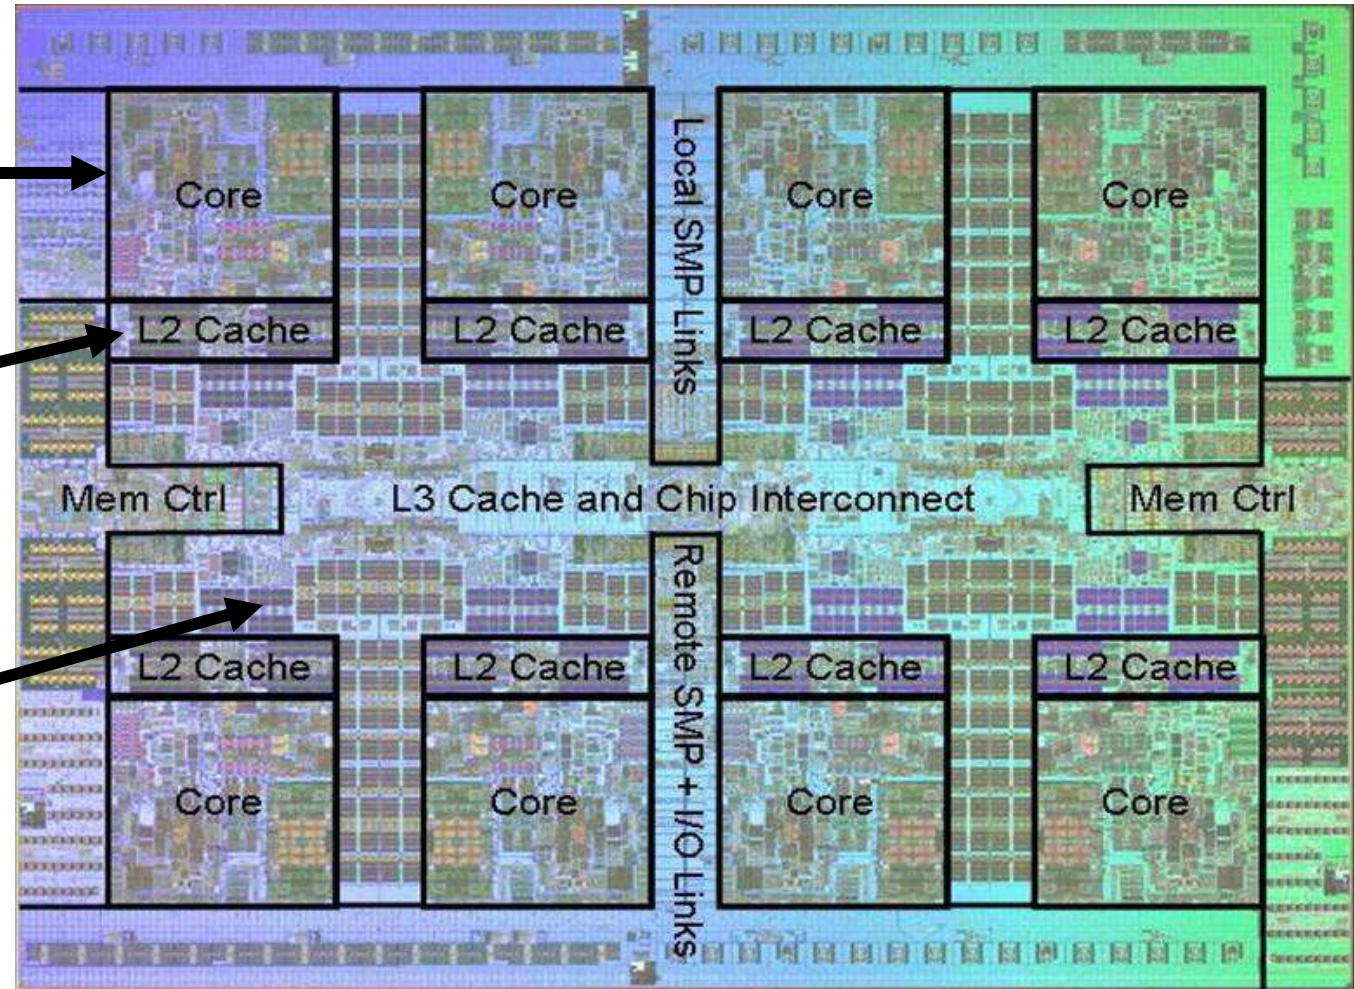 Core Core Core Core
Local SMP Links
L2 Cache L2 Cache L2 Cache L2 Cache
Mem Ctrl L3 Cache and Chip Interconnect Mem Ctrl
Remote SMP + I/O Links
L2 Cache L2 Cache L2 Cache L2 Cache
Core Core Core Core